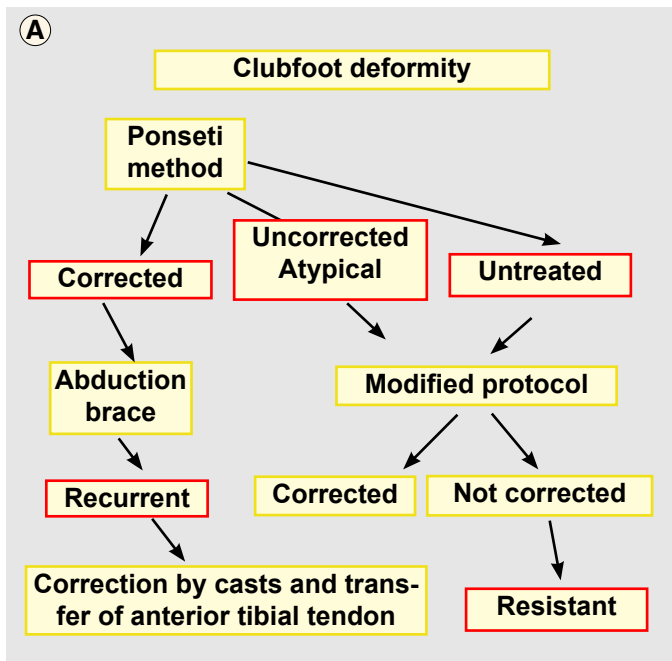 A
Clubfoot deformity
Ponseti
method
Uncorrected
Atypical
Corrected
Untreated
Abduction
brace
Modified protocol
Recurrent
Corrected
Not corrected
Correction by casts and trans-
fer of anterior tibial tendon
Resistant